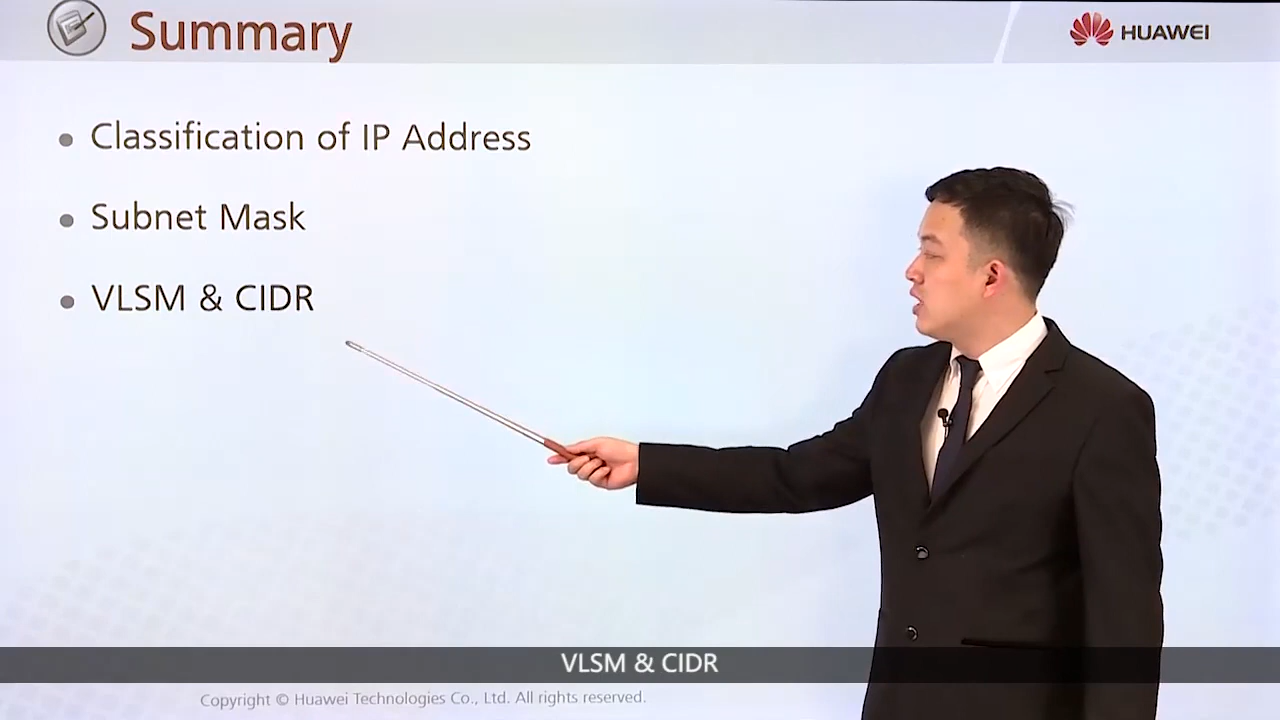 Summary
HUAWEI
Classification of IP Address
Subnet Mask
VLSM & CIDR
VLSM & CIDR
Copyright © Huawei Technologies Co., Ltd. All rights reserved.